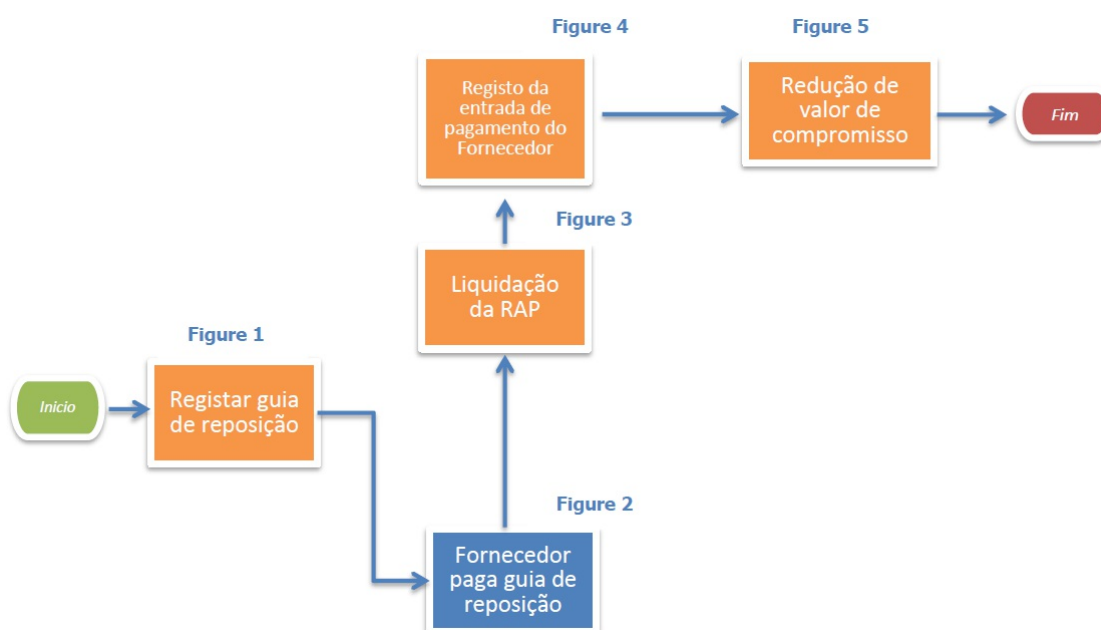 Figure 4
Figure 5
Registo da
entrada de
pagamento do
Fornecedor
Redução de
valor de
compromisso
Fim
Figure 3
Liquidação
da RAP
Figure 1
Inicio
Registar guia
de reposição
Figure 2
Fornecedor
paga guia de
reposição